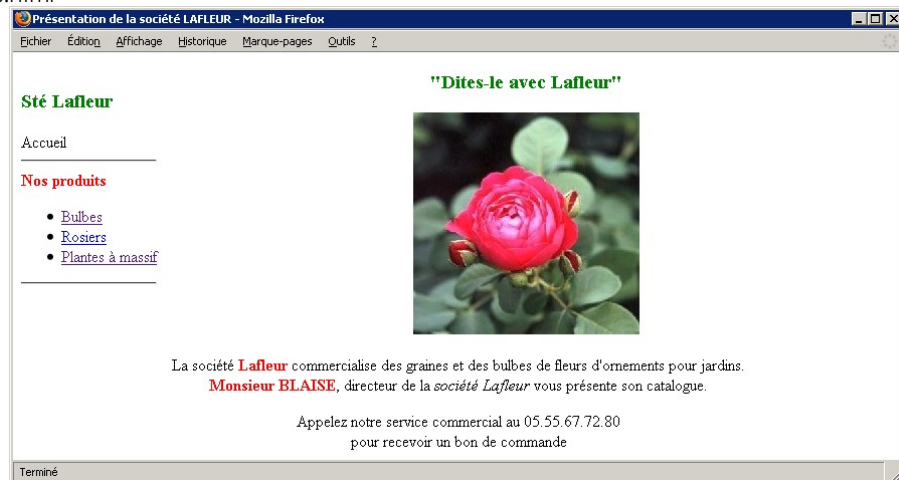 Présentation de la société LAFLEUR - Mozilla Firefox
Fichier Édition Affichage Historique Marque-pages Outils ?
Sté Lafleur
Accueil
Nos produits
Bulbes
Rosiers
Plantes à massif
"Dites-le avec Lafleur"
La société Lafleur commercialise des graines et des bulbes de fleurs d'ornements pour jardins.
Monsieur BLAISE, directeur de la société Lafleur vous présente son catalogue.
Appelez notre service commercial au 05.55.67.72.80
pour recevoir un bon de commande
Terminé